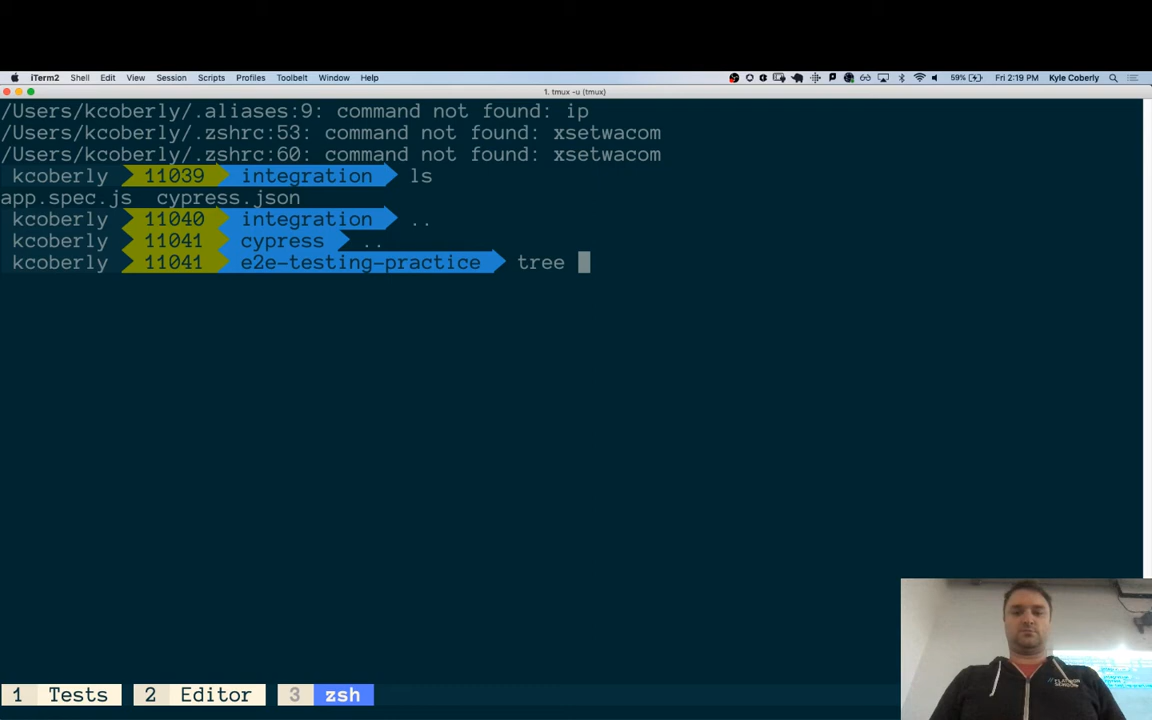 iTerm2 Shell Edit View Session Scripts Profiles Toolbelt Window Help 59% Fri 2:19 PM Kyle Coberly
1. tmux -u (tmux)
/Users/kcoberly/.aliases:9: command not found: ip
/Users/kcoberly/.zshrc:53: command not found: xsetwacom
/Users/kcoberly/.zshrc:60: command not found: xsetwacom
kcoberly 11039 integration ls
app.spec.js cypress.json
kcoberly 11040 integration ..
kcoberly 11041 cypress ..
kcoberly 11041 e2e-testing-practice tree
1 Tests 2 Editor 3 zsh